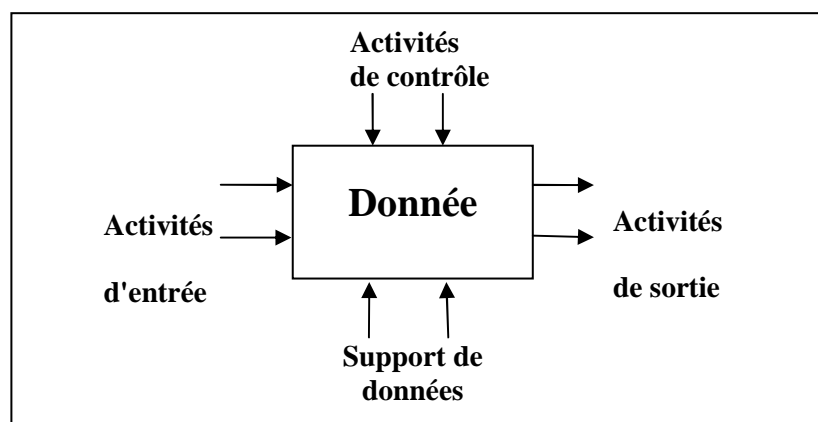 Activités
de contrôle
Donnée
Activités
d'entrée
Activités
de sortie
Support de
données